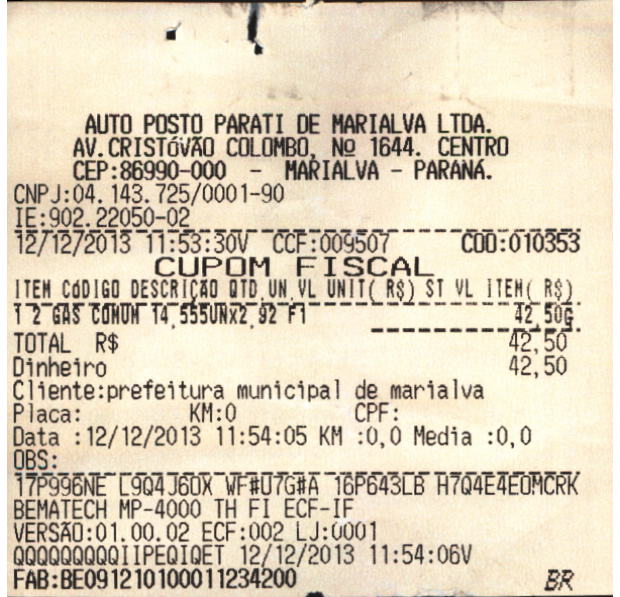 AUTO POSTO PARATI DE MARIALVA LTDA.
AV.CRISTÓVÃO COLOMBO, Nº 1644. CENTRO
CEP:86990-000 - MARIALVA - PARANÁ.
CNPJ:04.143.725/0001-90
IE:902.22050-02
12/12/2013 11:53:30V CCF:009507 COO:010353
CUPOM FISCAL
ITEM CÓDIGO DESCRIÇÃO QTD.UN.VL UNIT( R$) ST VL ITEM( R$)
1 2 GAS COMUM 14,555UNx2,92 F1 42,50G
TOTAL R$ 42,50
Dinheiro 42,50
Cliente:prefeitura municipal de marialva
Placa: KM:0 CPF:
Data :12/12/2013 11:54:05 KM :0,0 Media :0,0
OBS:
17P996NE L9Q4J6OX WF#U7G#A 16P643LB H7Q4E4EOMCRK
BEMATECH MP-4000 TH FI ECF-IF
VERSÃO:01.00.02 ECF:002 LJ:0001
QQQQQQQQQIIPEQIQET 12/12/2013 11:54:06V
FAB:BE091210100011234200 BR